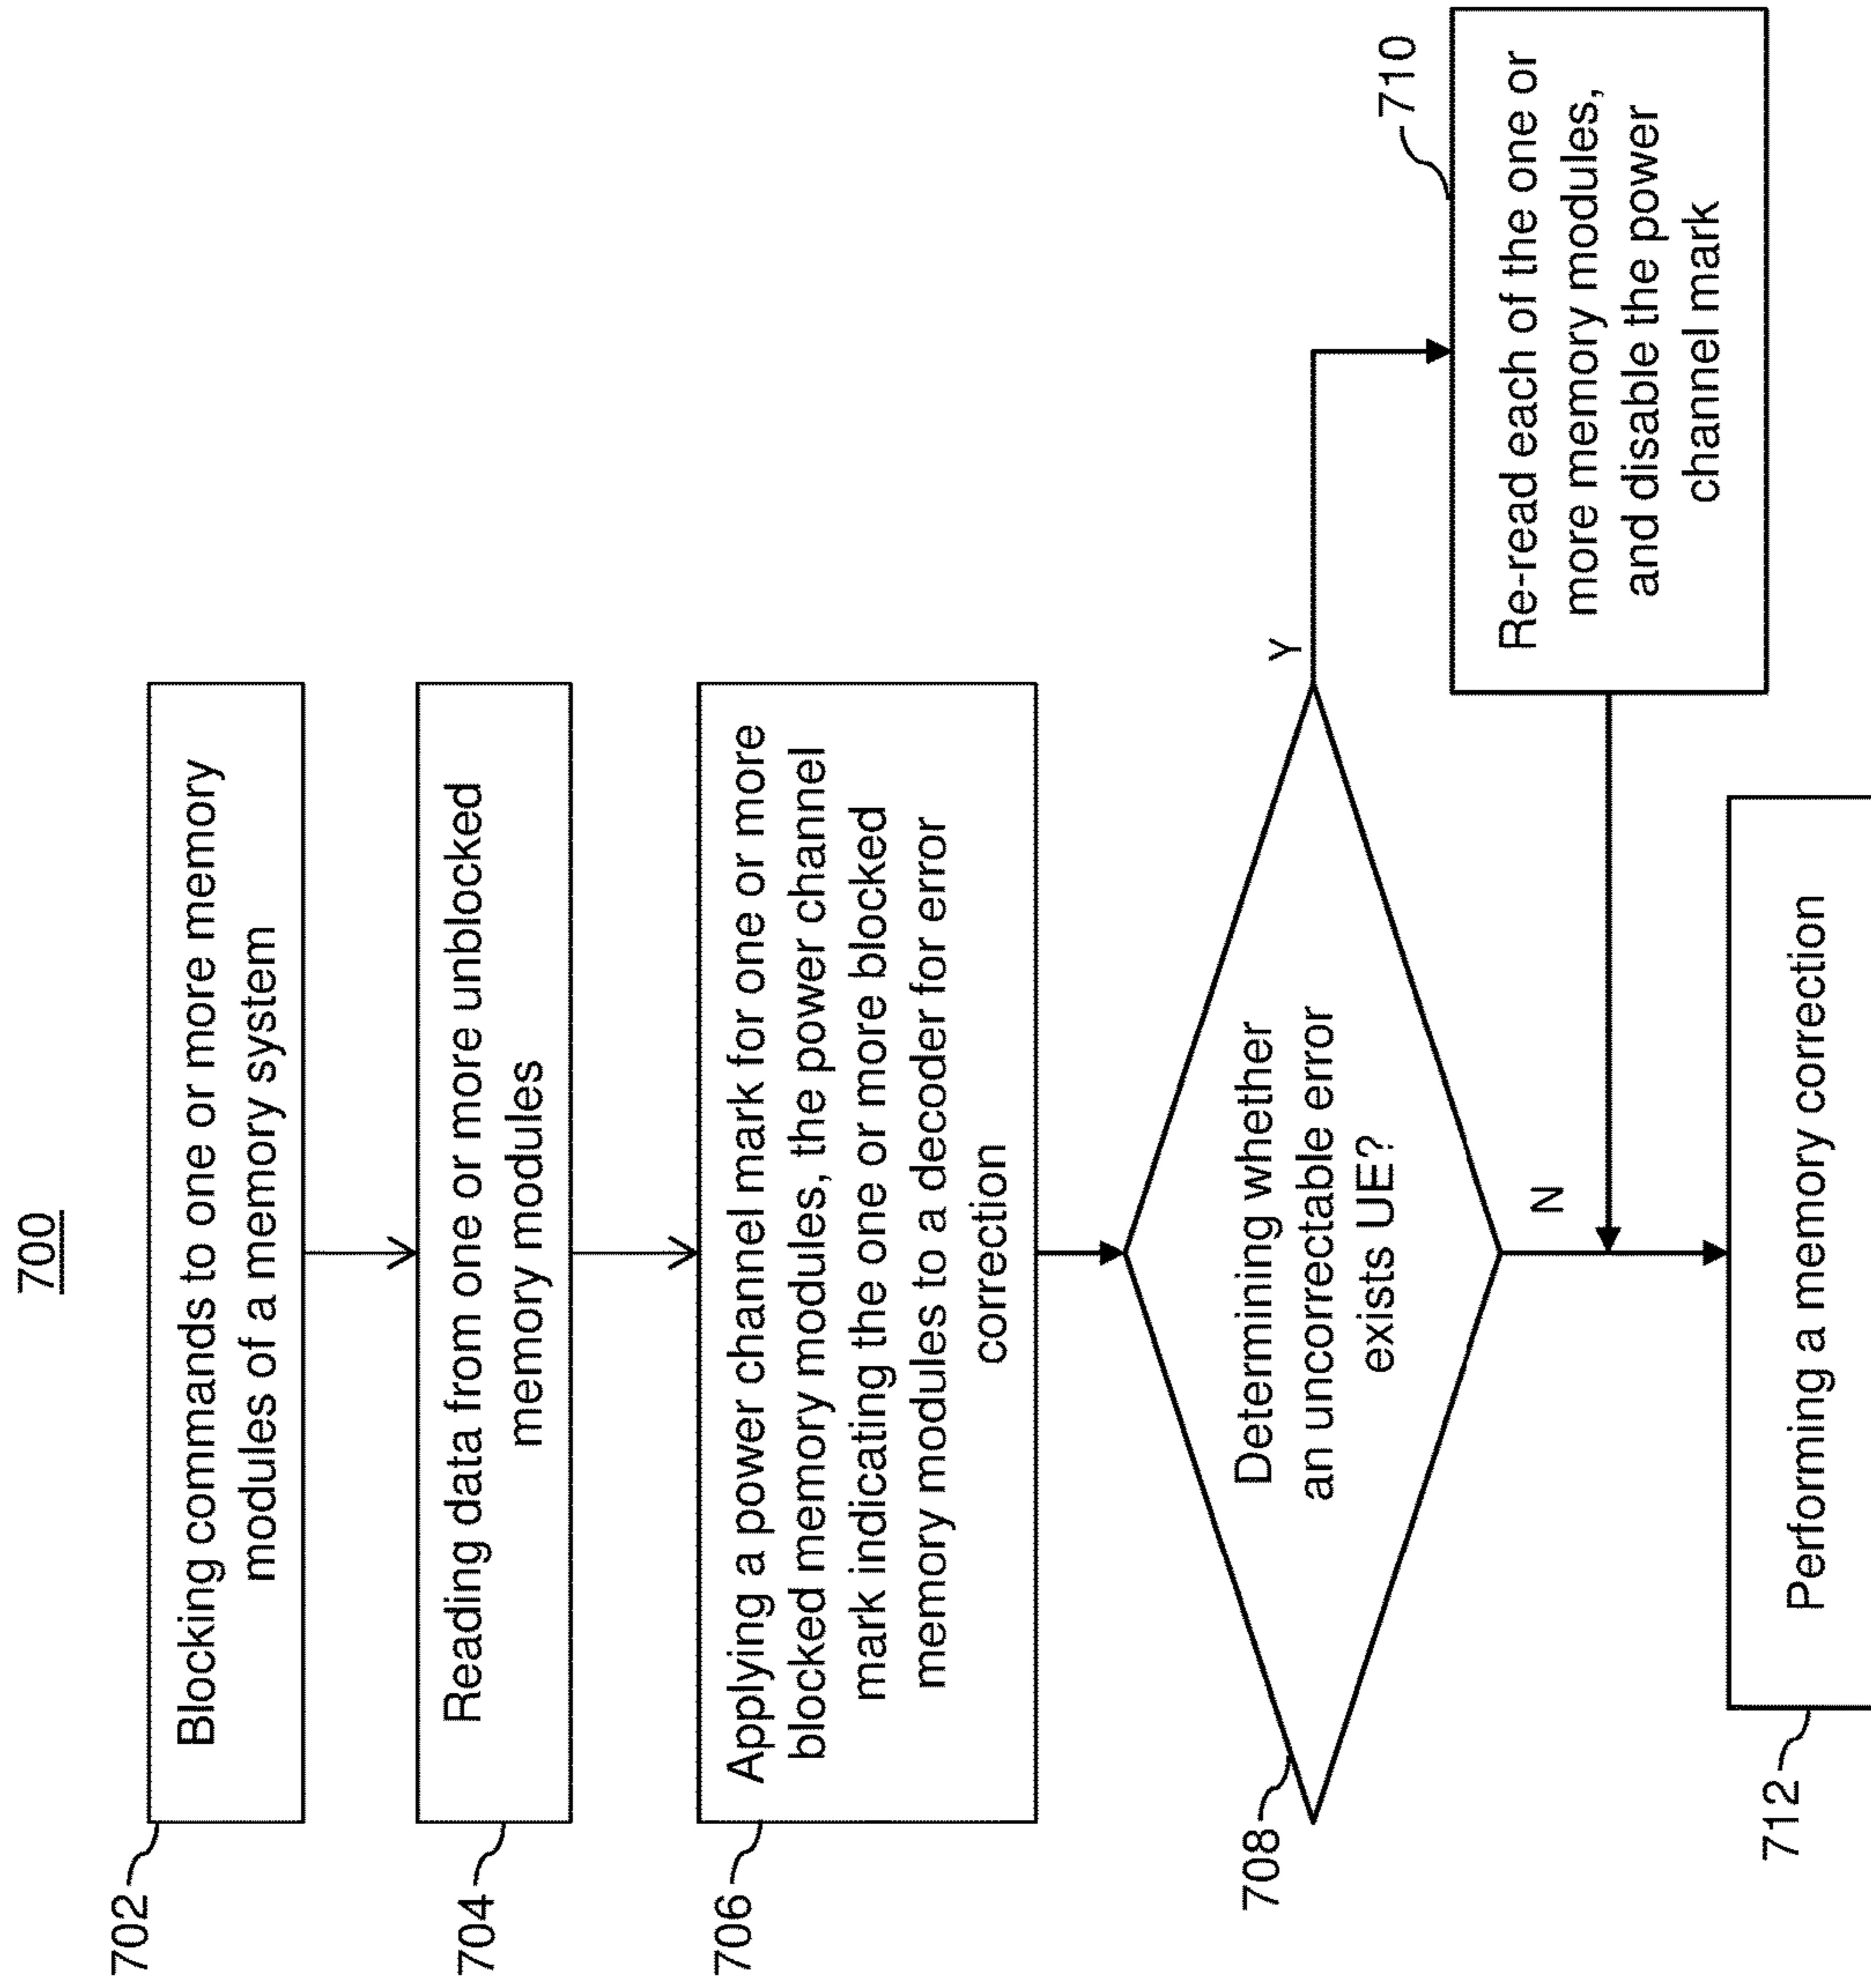 700
702
Blocking commands to one or more memory
modules of a memory system
704
Reading data from one or more unblocked
memory modules
706
Applying a power channel mark for one or more
blocked memory modules, the power channel
mark indicating the one or more blocked
memory modules to a decoder for error
correction
708
Determining whether
an uncorrectable error
exists UE?
Y
N
710
Re-read each of the one or
more memory modules,
and disable the power
channel mark
712
Performing a memory correction